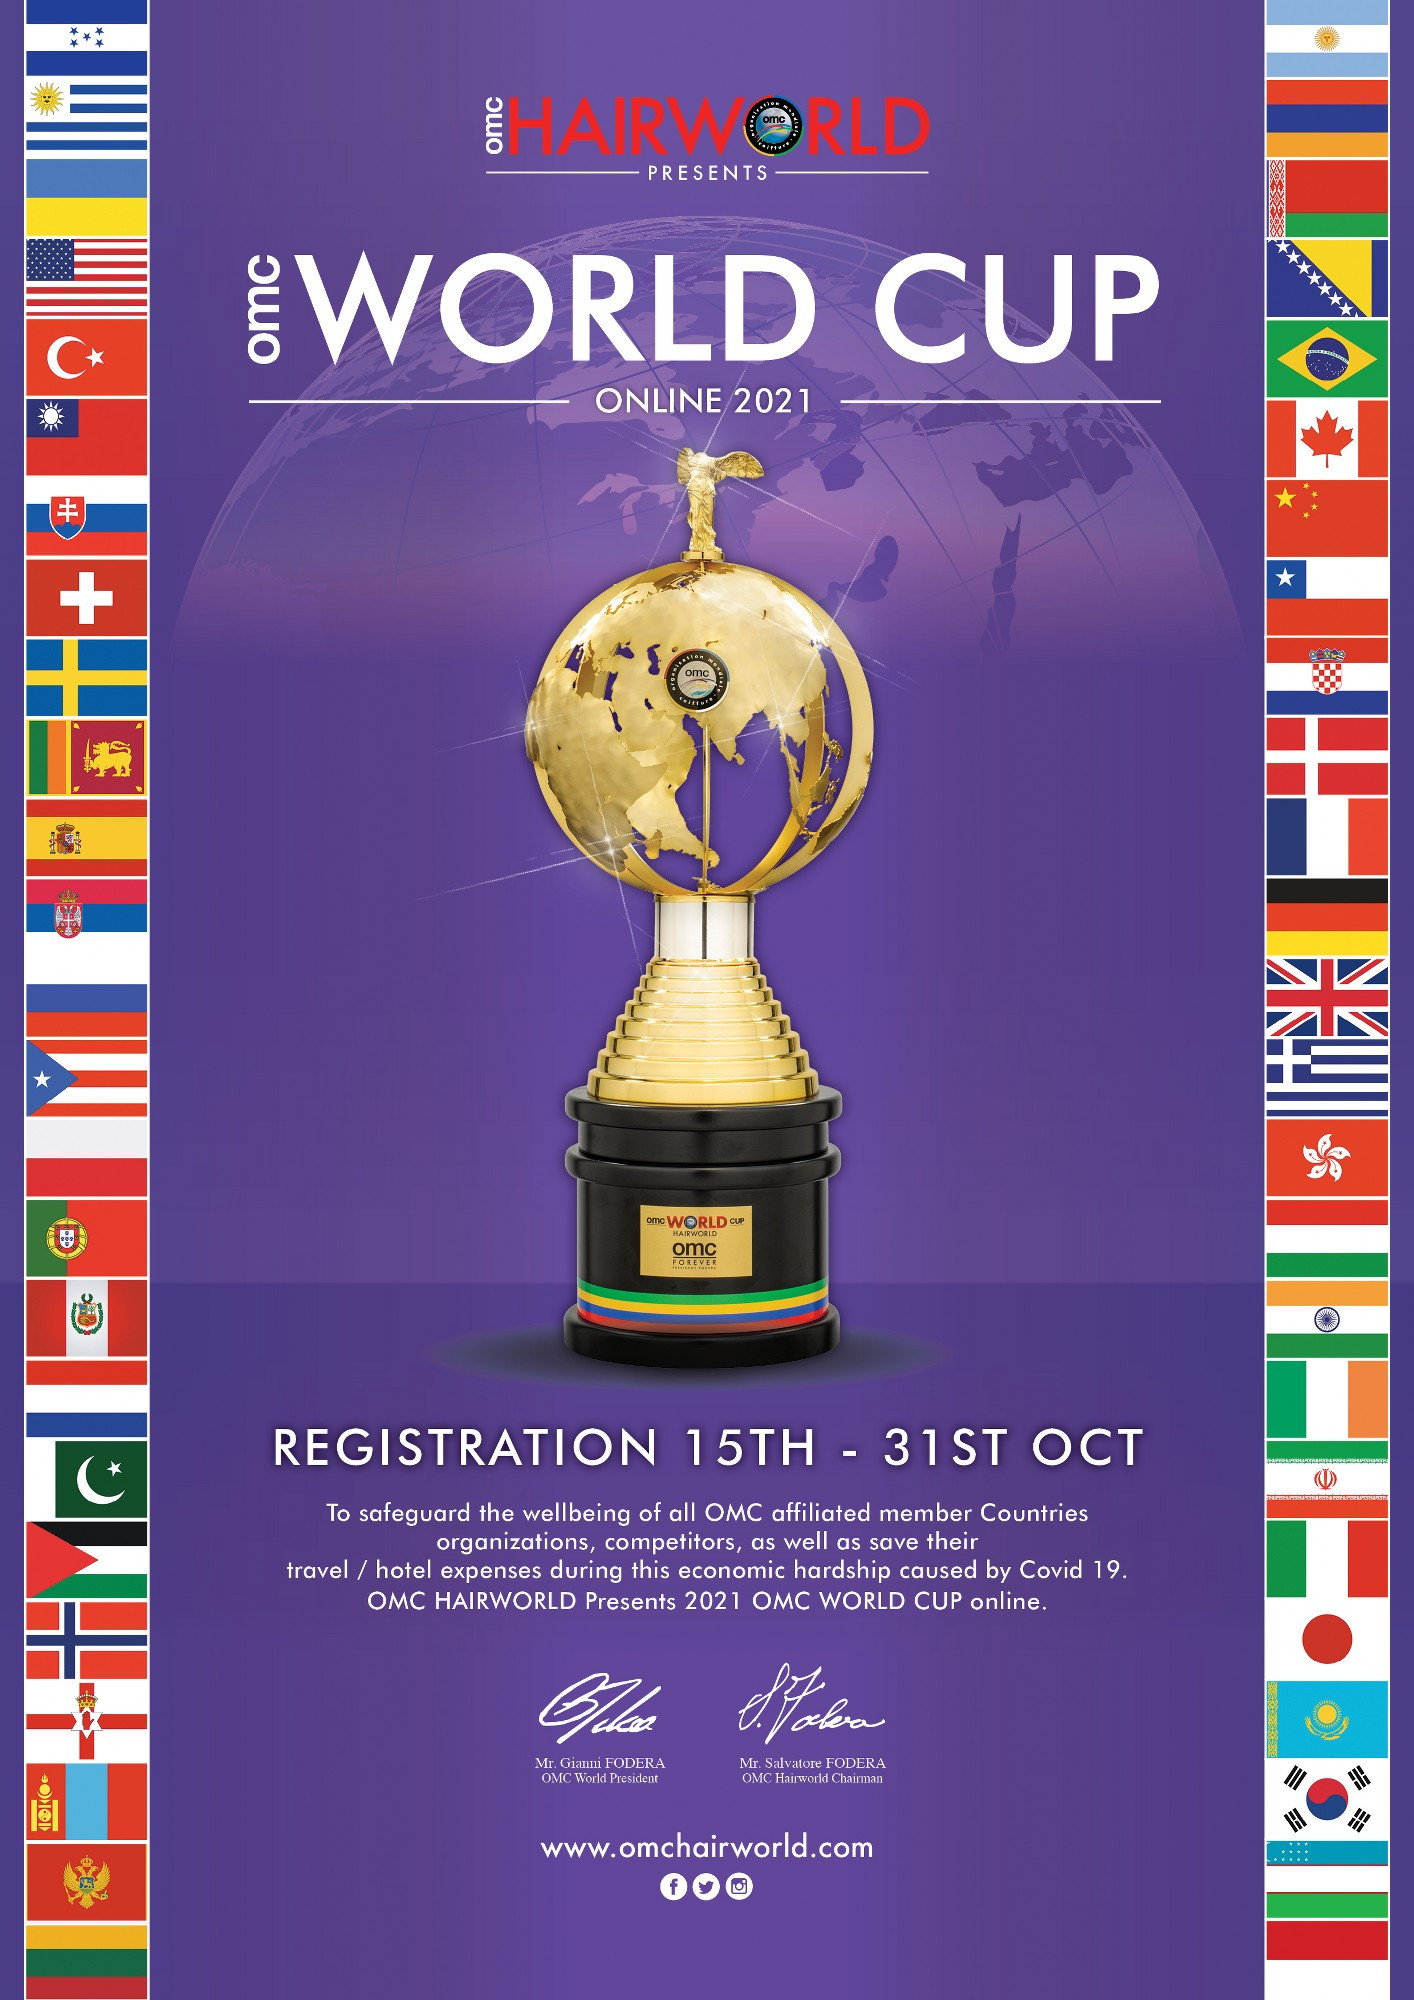 omc HAIRWORLD
PRESENTS
omc WORLD CUP
ONLINE 2021
omc
omc WORLD CUP
HAIRWORLD
omc
FOREVER
REGISTRATION 15TH - 31ST OCT
To safeguard the wellbeing of all OMC affiliated member Countries
organizations, competitors, as well as save their
travel / hotel expenses during this economic hardship caused by Covid 19.
OMC HAIRWORLD Presents 2021 OMC WORLD CUP online.
Mr. Gianni FODERA
OMC World President
Mr. Salvatore FODERA
OMC Hairworld Chairman
www.omchairworld.com